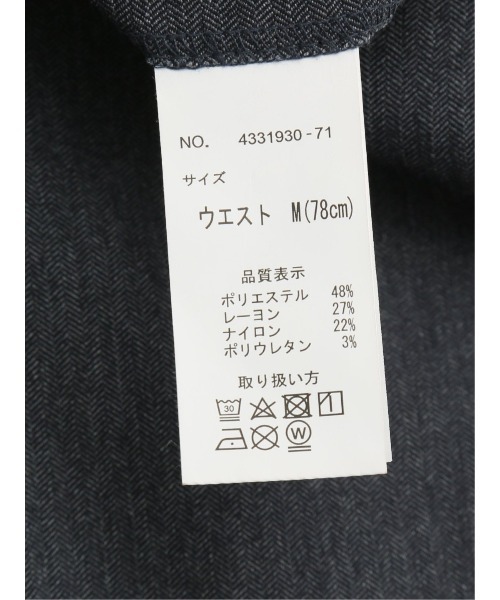 NO. 4331930-71
サイズ
ウエスト M(78cm)
品質表示
ポリエステル 48%
レーヨン 27%
ナイロン 22%
ポリウレタン 3%
取り扱い方
30
W